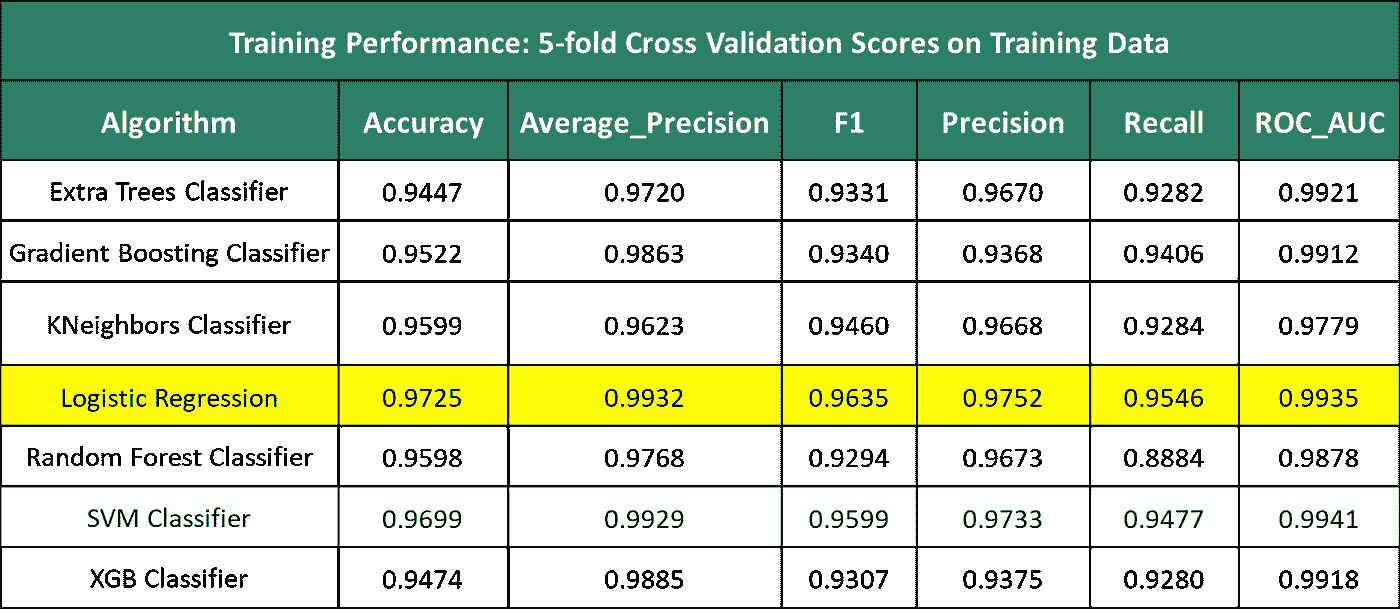 Training Performance: 5-fold Cross Validation Scores on Training Data
Algorithm Accuracy Average_Precision F1 Precision Recall ROC_AUC
Extra Trees Classifier 0.9447 0.9720 0.9331 0.9670 0.9282 0.9921
Gradient Boosting Classifier 0.9522 0.9863 0.9340 0.9368 0.9406 0.9912
KNeighbors Classifier 0.9599 0.9623 0.9460 0.9668 0.9284 0.9779
Logistic Regression 0.9725 0.9932 0.9635 0.9752 0.9546 0.9935
Random Forest Classifier 0.9598 0.9768 0.9294 0.9673 0.8884 0.9878
SVM Classifier 0.9699 0.9929 0.9599 0.9733 0.9477 0.9941
XGB Classifier 0.9474 0.9885 0.9307 0.9375 0.9280 0.9918